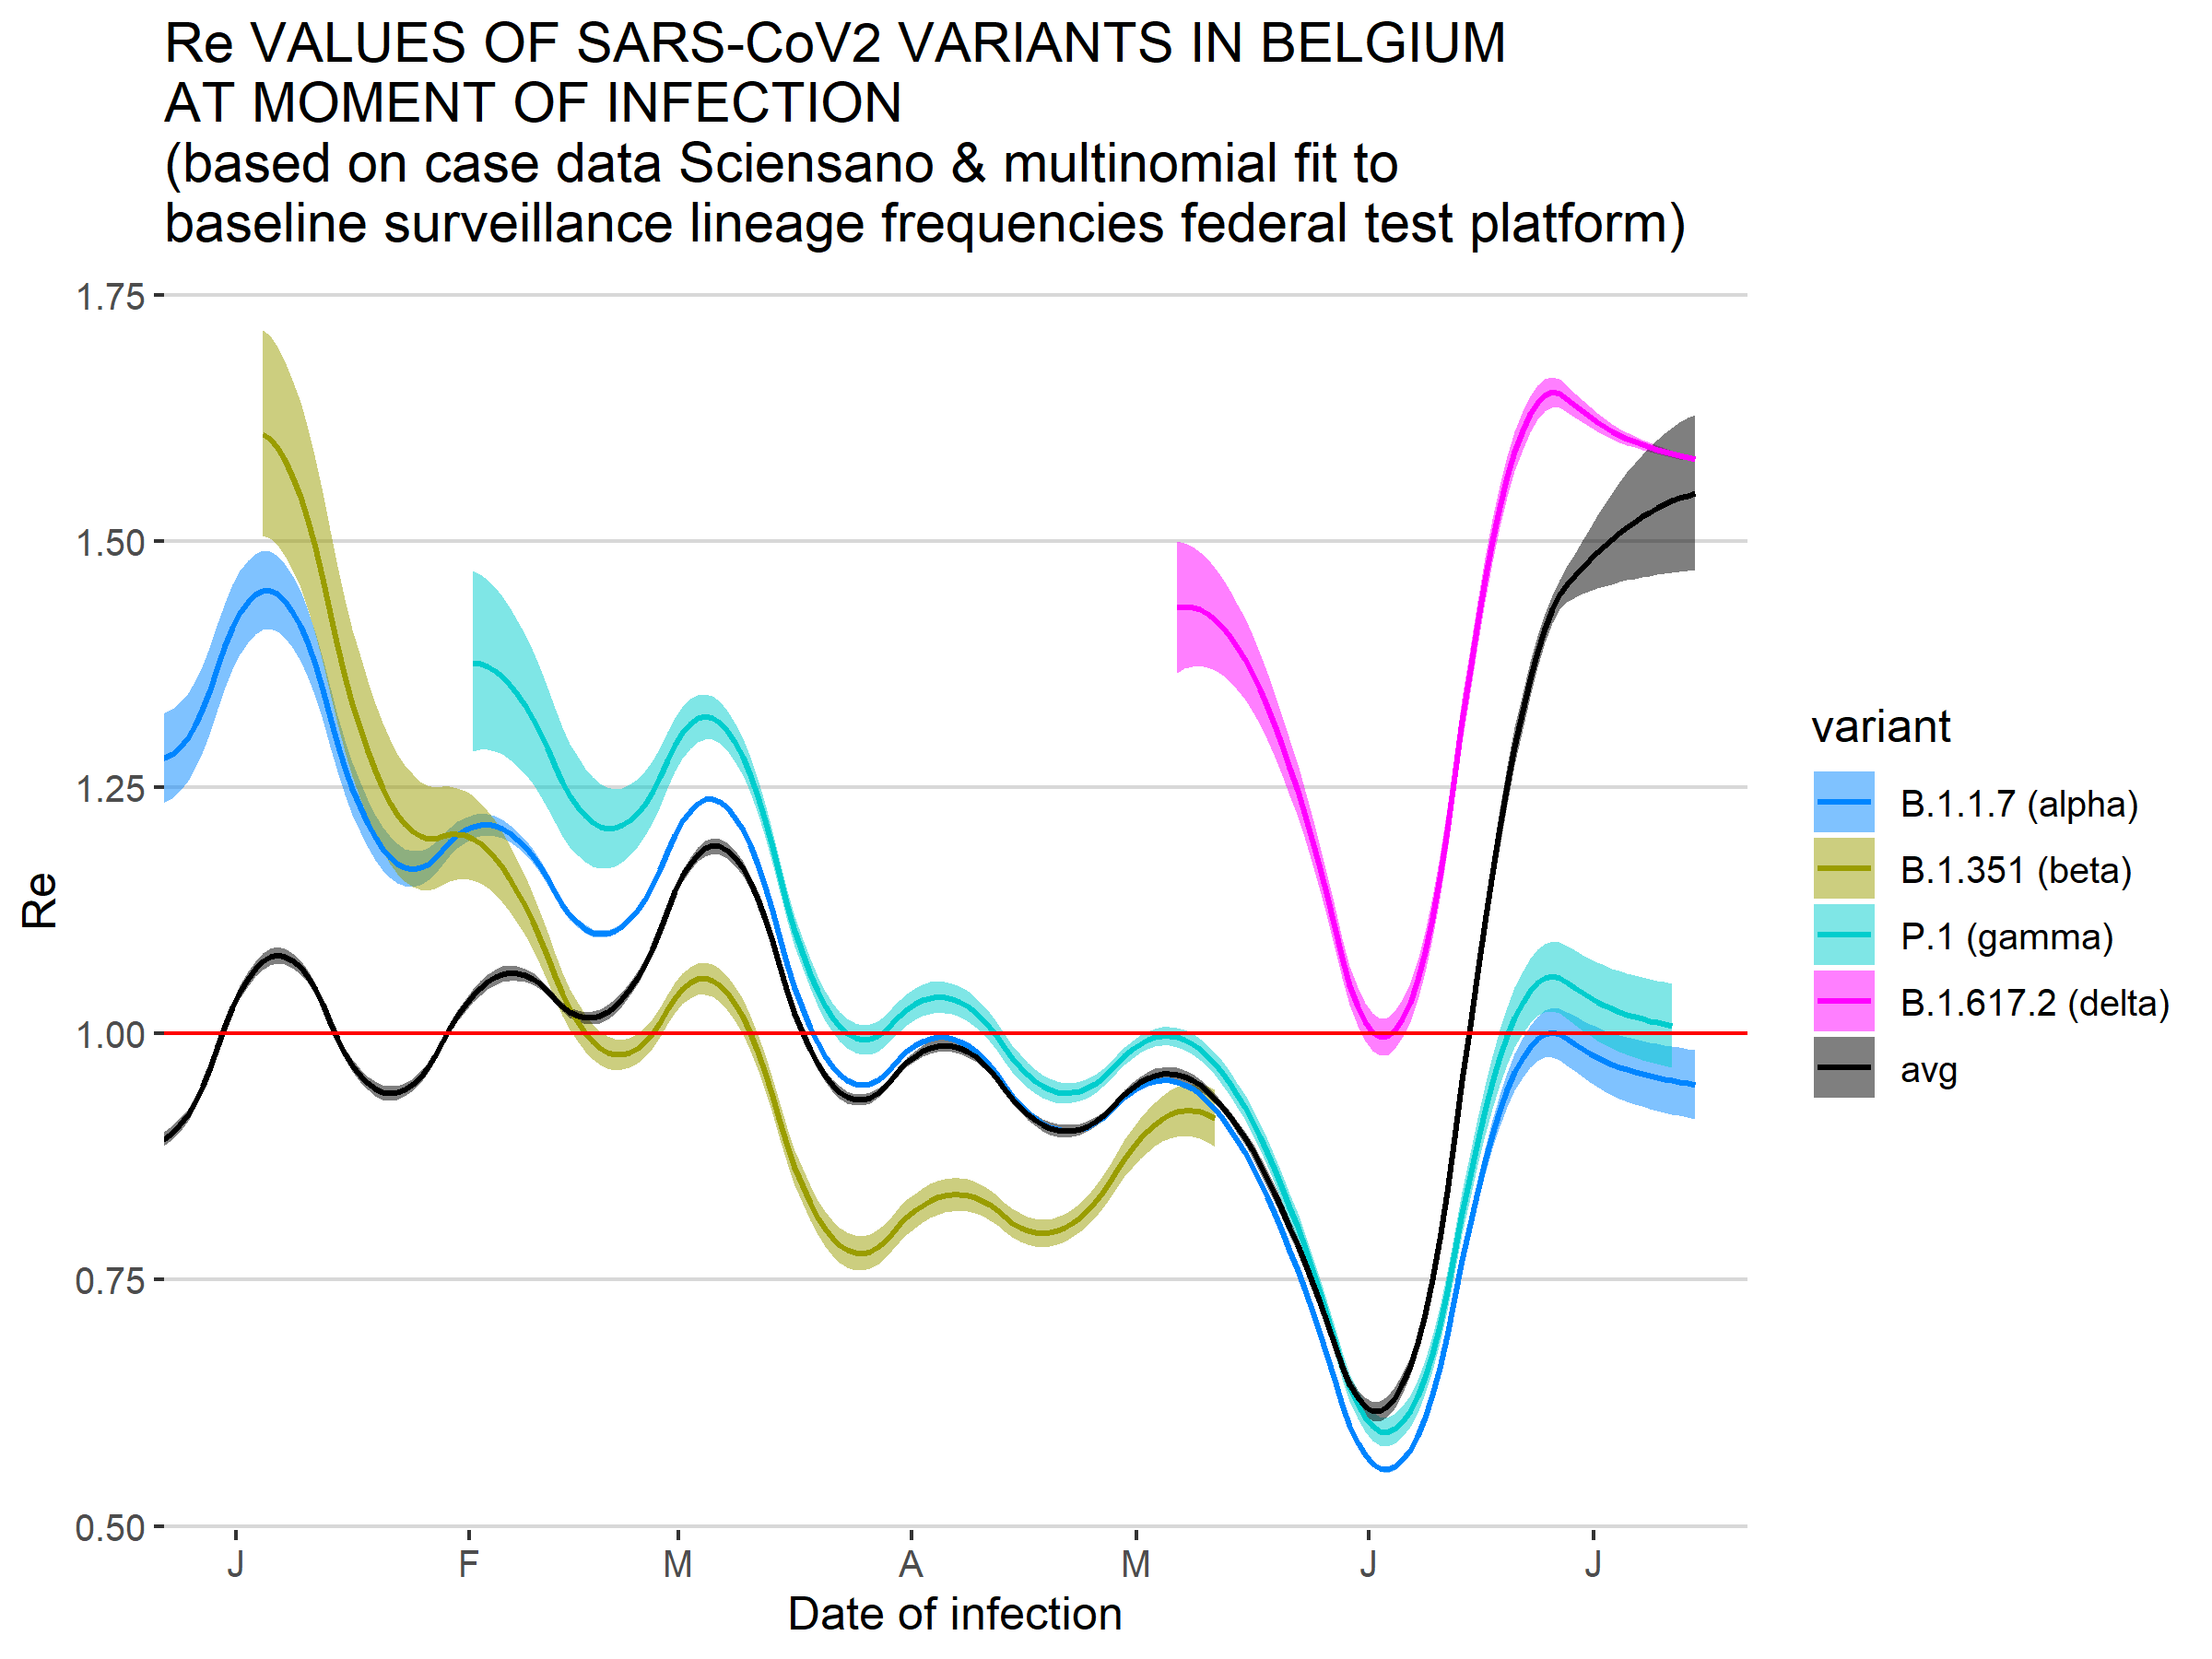 Re VALUES OF SARS-CoV2 VARIANTS IN BELGIUM
AT MOMENT OF INFECTION
(based on case data Sciensano & multinomial fit to
baseline surveillance lineage frequencies federal test platform)
1.75
1.50
1.25
1.00
0.75
0.50
Re
J F M A M J J
Date of infection
variant
B.1.1.7 (alpha)
B.1.351 (beta)
P.1 (gamma)
B.1.617.2 (delta)
avg